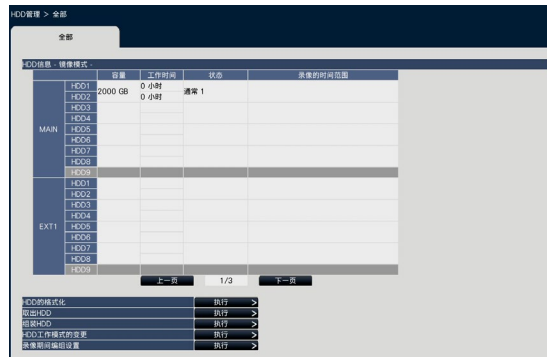 HDD管理 > 全部
全部
HDD信息 - 镜像模式 -
容量 工作时间 状态 录像的时间范围
MAIN HDD1 2000 GB 0 小时 通常 1
HDD2 0 小时
HDD3
HDD4
HDD5
HDD6
HDD7
HDD8
HDD9
EXT1 HDD1
HDD2
HDD3
HDD4
HDD5
HDD6
HDD7
HDD8
HDD9
上一页 1/3 下一页
HDD的格式化 执行 >
取出HDD 执行 >
组装HDD 执行 >
HDD工作模式的变更 执行 >
录像期间编组设置 执行 >